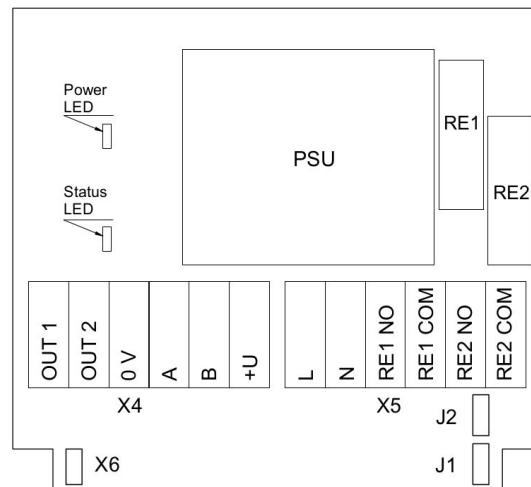 Power
LED
PSU
RE1
RE2
Status
LED
OUT 1
OUT 2
0 V
A
B
+U
L
N
RE1 NO
RE1 COM
RE2 NO
RE2 COM
X4
X5
J2
X6
J1